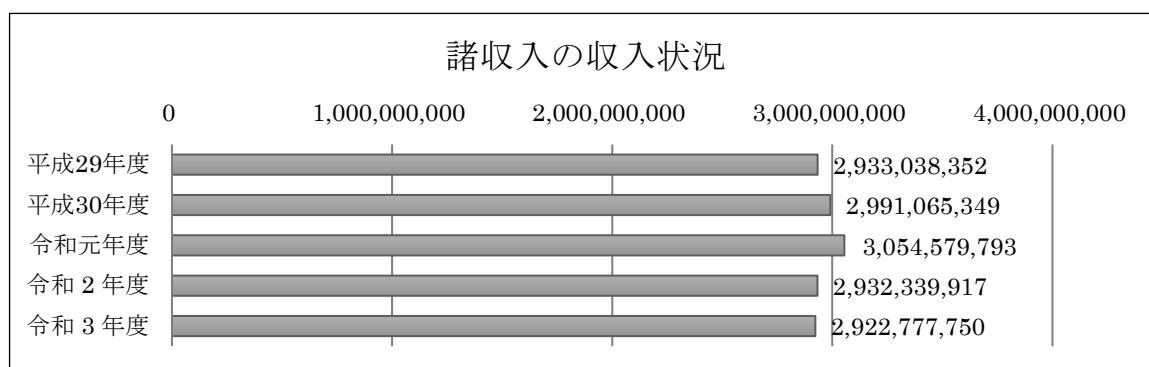 諸収入の収入状況
0 1,000,000,000 2,000,000,000 3,000,000,000 4,000,000,000
平成29年度 2,933,038,352
平成30年度 2,991,065,349
令和元年度 3,054,579,793
令和２年度 2,932,339,917
令和３年度 2,922,777,750